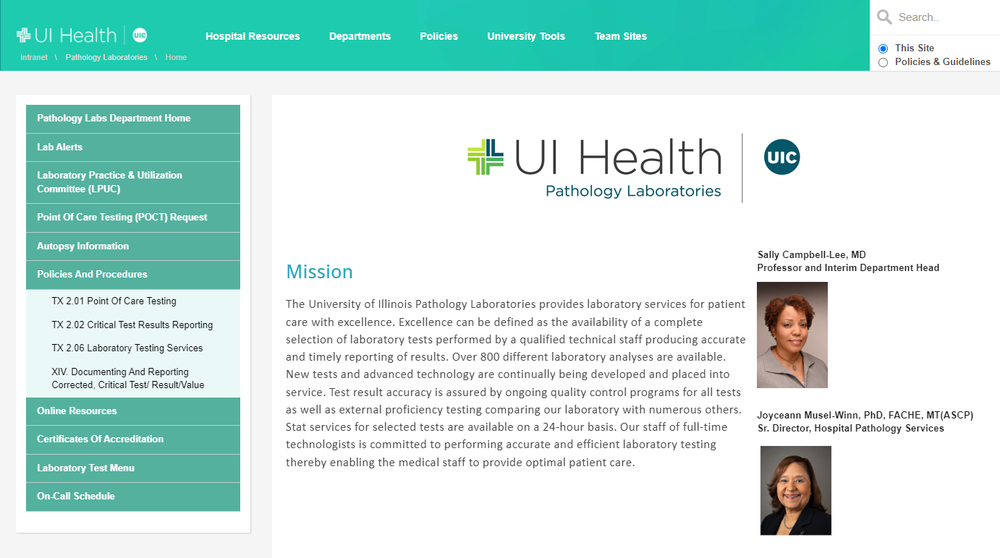 UI Health UIC
Hospital Resources Departments Policies University Tools Team Sites
Intranet \ Pathology Laboratories \ Home
Search..
This Site
Policies & Guidelines
Pathology Labs Department Home
Lab Alerts
Laboratory Practice & Utilization
Committee (LPUC)
Point Of Care Testing (POCT) Request
Autopsy Information
Policies And Procedures
TX 2.01 Point Of Care Testing
TX 2.02 Critical Test Results Reporting
TX 2.06 Laboratory Testing Services
XIV. Documenting And Reporting
Corrected, Critical Test/ Result/Value
Online Resources
Certificates Of Accreditation
Laboratory Test Menu
On-Call Schedule
UI Health UIC
Pathology Laboratories
Mission
The University of Illinois Pathology Laboratories provides laboratory services for patient
care with excellence. Excellence can be defined as the availability of a complete
selection of laboratory tests performed by a qualified technical staff producing accurate
and timely reporting of results. Over 800 different laboratory analyses are available.
New tests and advanced technology are continually being developed and placed into
service. Test result accuracy is assured by ongoing quality control programs for all tests
as well as external proficiency testing comparing our laboratory with numerous others.
Stat services for selected tests are available on a 24-hour basis. Our staff of full-time
technologists is committed to performing accurate and efficient laboratory testing
thereby enabling the medical staff to provide optimal patient care.
Sally Campbell-Lee, MD
Professor and Interim Department Head
Joyceann Musel-Winn, PhD, FACHE, MT(ASCP)
Sr. Director, Hospital Pathology Services